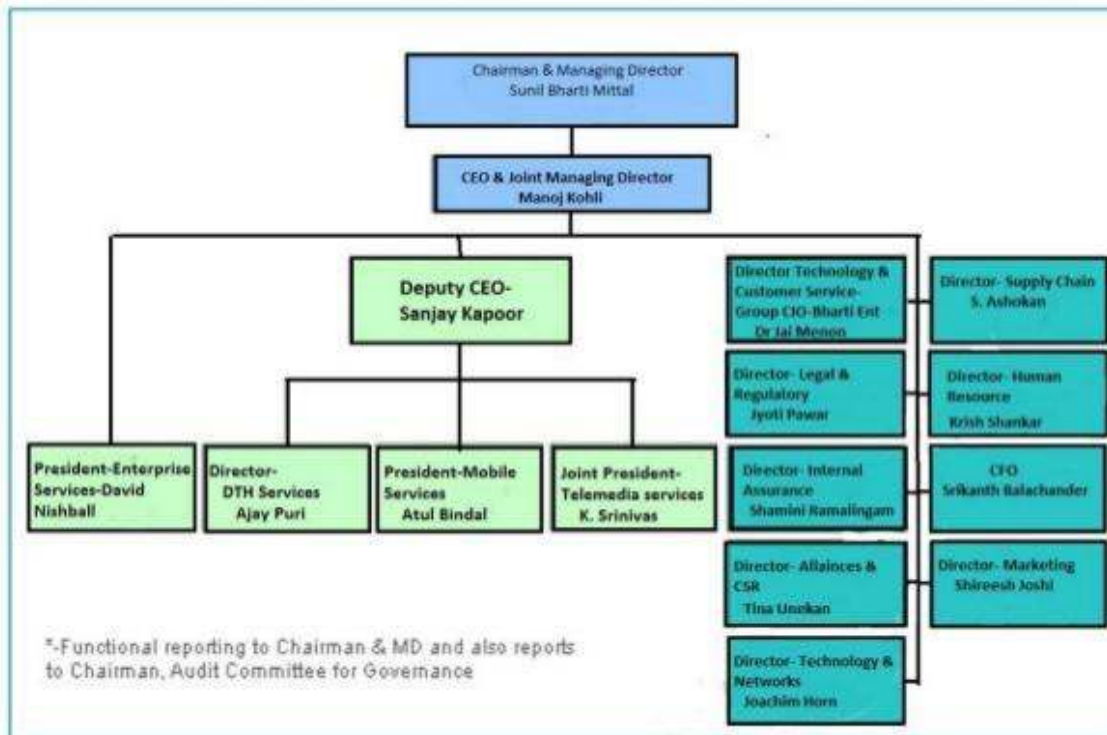 Chairman & Managing Director
Sunil Bharti Mittal
CEO & Joint Managing Director
Manoj Kohli
Deputy CEO-
Sanjay Kapoor
President-Enterprise
Services-David
Nishball
Director-
DTH Services
Ajay Puri
President-Mobile
Services
Atul Bindal
Joint President-
Telemedia services
K. Srinivas
Director Technology &
Customer Service-
Group CIO-Bharti Ent
Dr Jai Menon
Director- Supply Chain
S. Ashokan
Director- Legal &
Regulatory
Jyoti Pawar
Director- Human
Resource
Krish Shankar
Director- Internal
Assurance
Shamini Ramalingam
CFO
Srikanth Balachander
Director- Allainces &
CSR
Tina Unekan
Director- Marketing
Shireesh Joshi
Director- Technology &
Networks
Joachim Horn
*-Functional reporting to Chairman & MD and also reports
to Chairman, Audit Committee for Governance